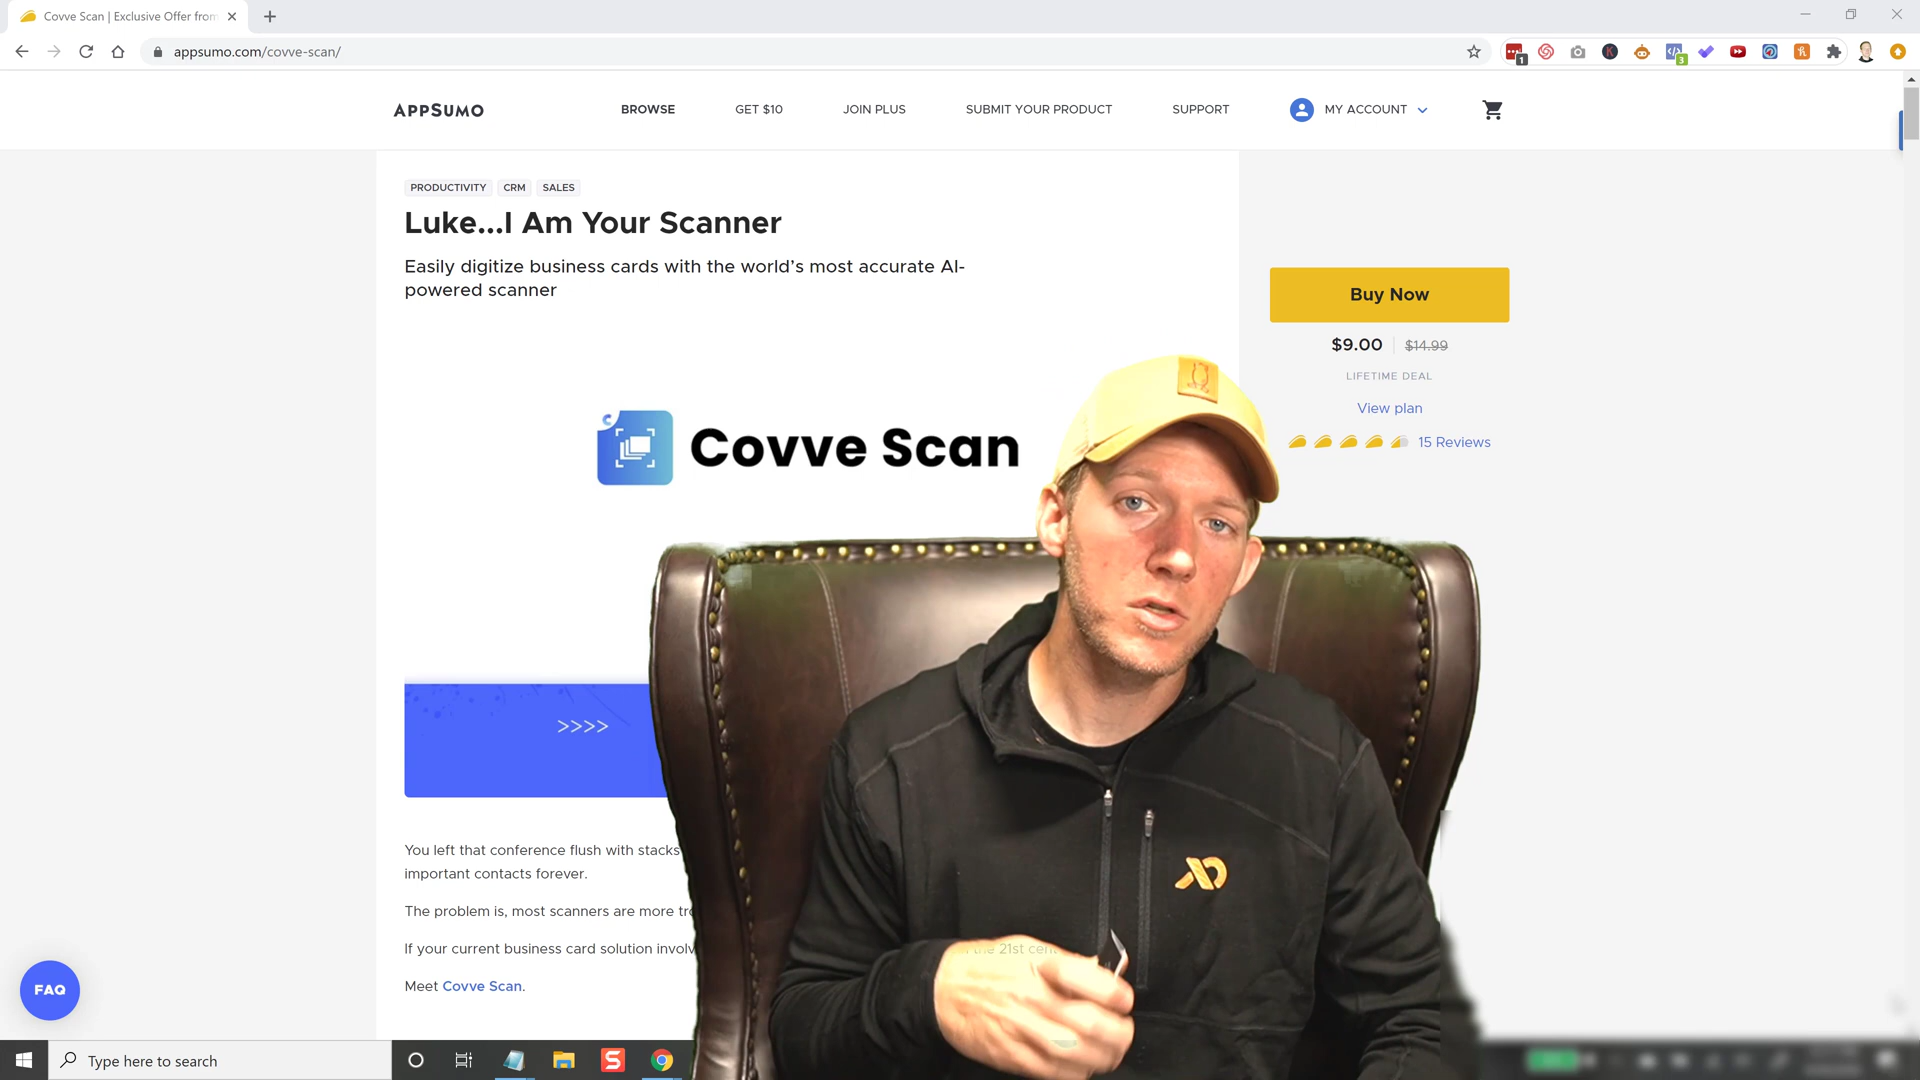 Covve Scan | Exclusive Offer from
appsumo.com/covve-scan/
1
3
APPSUMO
BROWSE
GET $10
JOIN PLUS
SUBMIT YOUR PRODUCT
SUPPORT
MY ACCOUNT
PRODUCTIVITY
CRM
SALES
Luke...I Am Your Scanner
Easily digitize business cards with the world's most accurate AI-
powered scanner
Buy Now
$9.00
$14.99
LIFETIME DEAL
View plan
15 Reviews
Covve Scan
>>>>
You left that conference flush with stacks
important contacts forever.
The problem is, most scanners are more
If your current business card solution the 21st
Meet Covve Scan.
FAQ
Type here to search